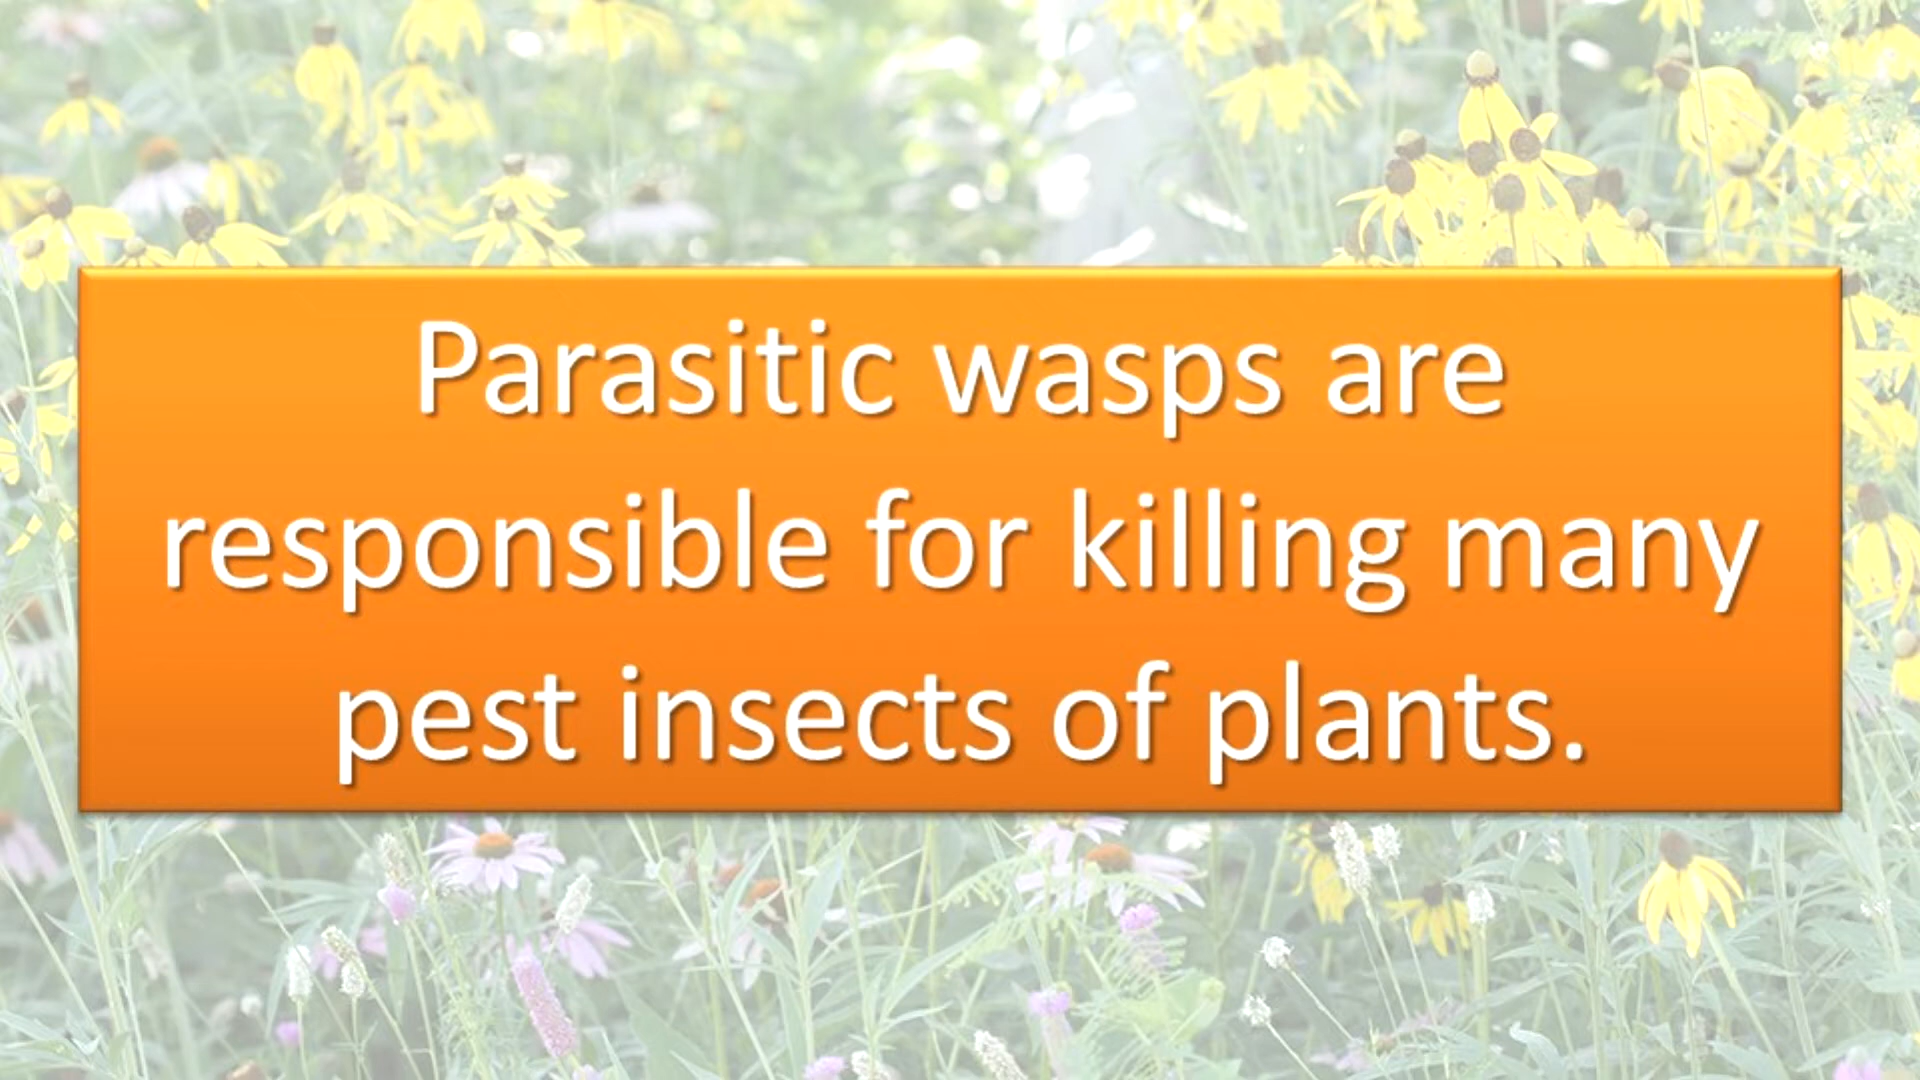 Parasitic wasps are
responsible for killing many
pest insects of plants.